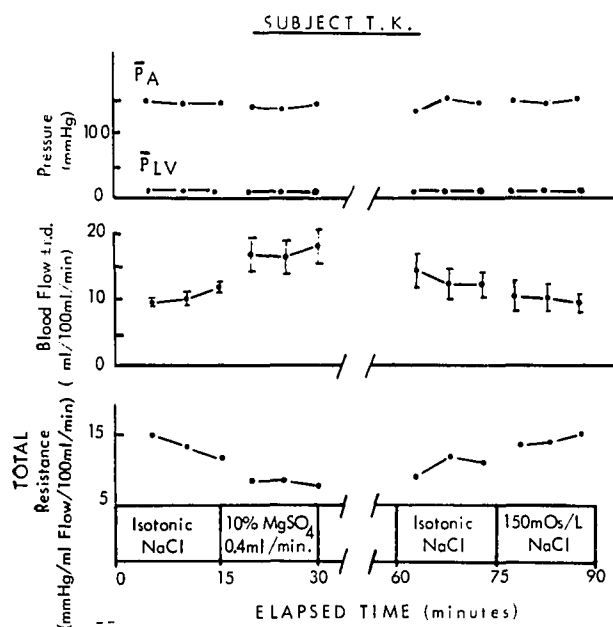 SUBJECT T.K.
P̅A
Pressure
(mmHg)
100
0
P̅LV
Blood Flow ±r.d.
(ml/100ml/min)
20
10
0
TOTAL
Resistance
(mmHg/ml Flow/100ml/min)
15
5
Isotonic
NaCl
10% MgSO4
0.4ml/min.
Isotonic
NaCl
150mOs/L
NaCl
0 15 30 60 75 90
ELAPSED TIME (minutes)